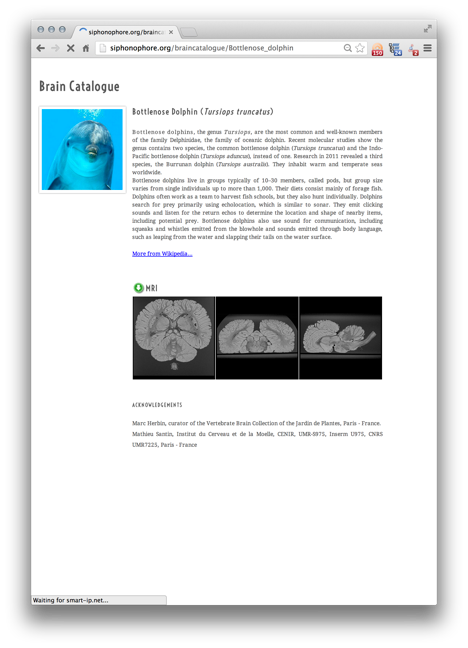 siphonophore.org/brainca
siphonophore.org/braincatalogue/Bottlenose_dolphin
Brain Catalogue
Bottlenose Dolphin (Tursiops truncatus)
Bottlenose dolphins, the genus Tursiops, are the most common and well-known members
of the family Delphinidae, the family of oceanic dolphin. Recent molecular studies show the
genus contains two species, the common bottlenose dolphin (Tursiops truncatus) and the Indo-
Pacific bottlenose dolphin (Tursiops aduncus), instead of one. Research in 2011 revealed a third
species, the Burrunan dolphin (Tursiops australis). They inhabit warm and temperate seas
worldwide.
Bottlenose dolphins live in groups typically of 10–30 members, called pods, but group size
varies from single individuals up to more than 1,000. Their diets consist mainly of forage fish.
Dolphins often work as a team to harvest fish schools, but they also hunt individually. Dolphins
search for prey primarily using echolocation, which is similar to sonar. They emit clicking
sounds and listen for the return echos to determine the location and shape of nearby items,
including potential prey. Bottlenose dolphins also use sound for communication, including
squeaks and whistles emitted from the blowhole and sounds emitted through body language,
such as leaping from the water and slapping their tails on the water surface.
More from Wikipedia...
MRI
ACKNOWLEDGEMENTS
Marc Herbin, curator of the Vertebrate Brain Collection of the Jardin de Plantes, Paris - France.
Mathieu Santin, Institut du Cerveau et de la Moelle, CENIR, UMR-S975, Inserm U975, CNRS
UMR7225, Paris - France
Waiting for smart-ip.net...